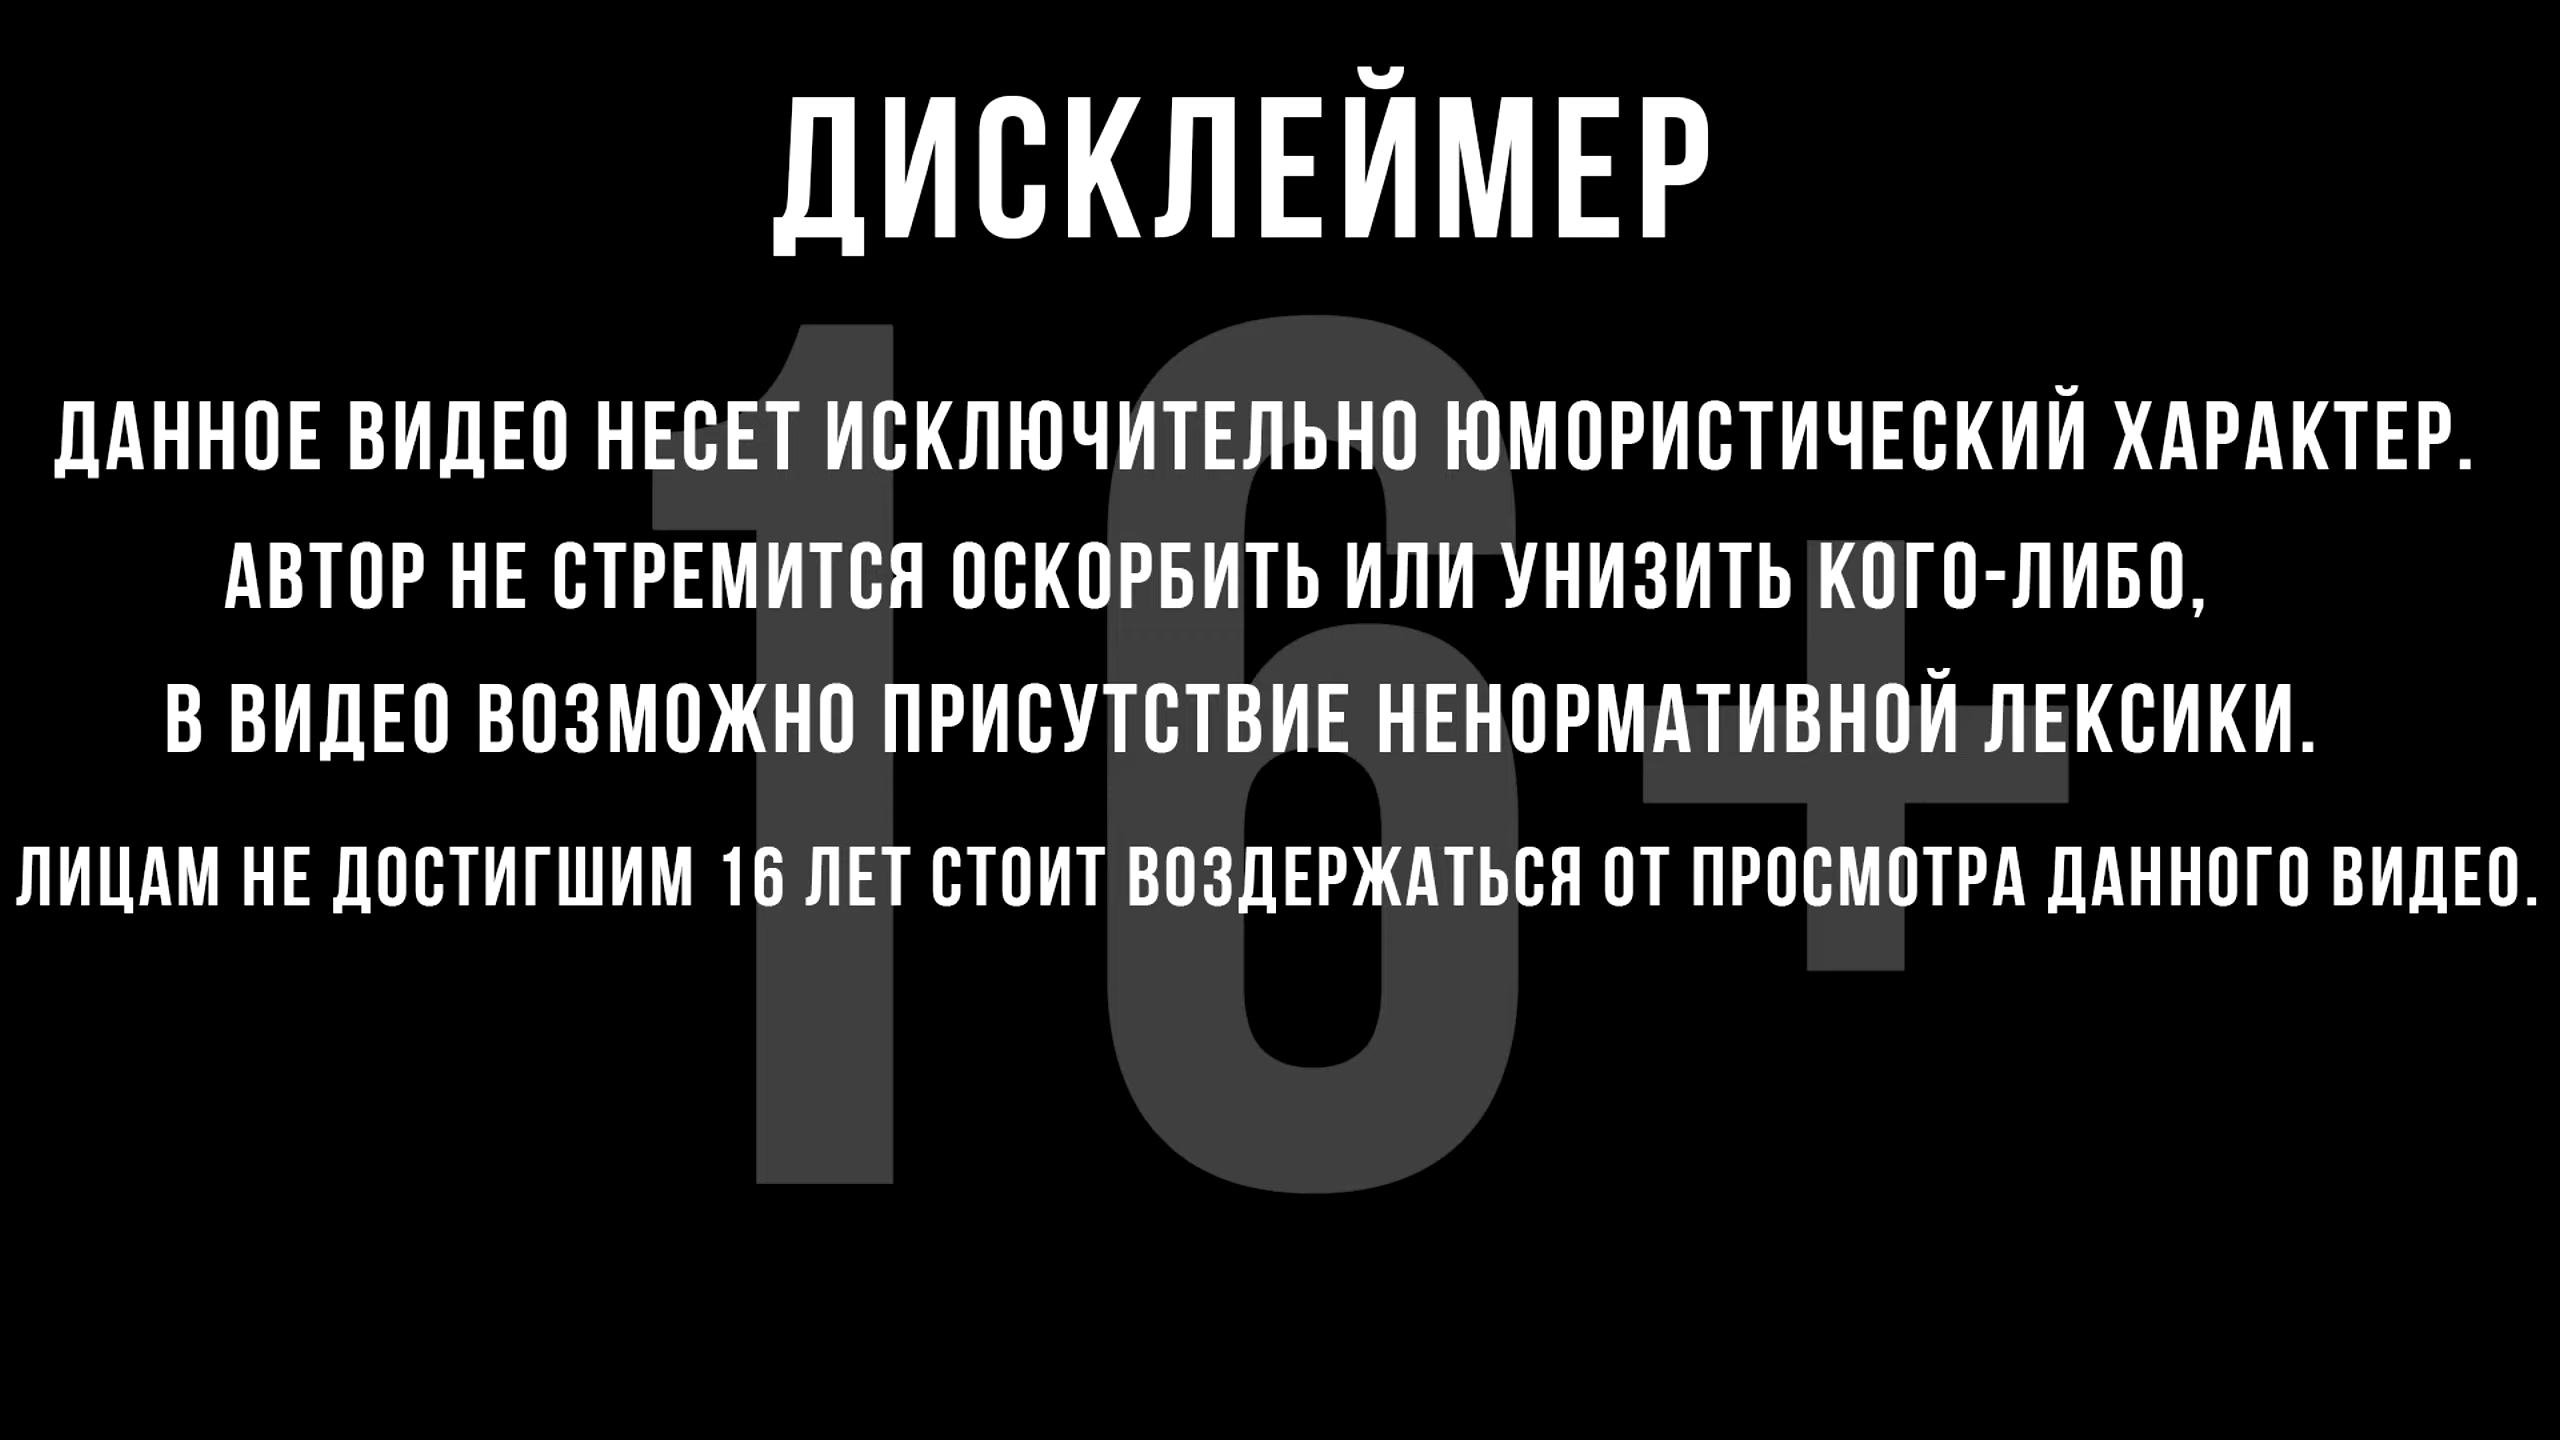 ДИСКЛЕЙМЕР
ДАННОЕ ВИДЕО НЕСЕТ ИСКЛЮЧИТЕЛЬНО ЮМОРИСТИЧЕСКИЙ ХАРАКТЕР.
АВТОР НЕ СТРЕМИТСЯ ОСКОРБИТЬ ИЛИ УНИЗИТЬ КОГО-ЛИБО,
В ВИДЕО ВОЗМОЖНО ПРИСУТСТВИЕ НЕНОРМАТИВНОЙ ЛЕКСИКИ.
ЛИЦАМ НЕ ДОСТИГШИМ 16 ЛЕТ СТОИТ ВОЗДЕРЖАТЬСЯ ОТ ПРОСМОТРА ДАННОГО ВИДЕО.
16+